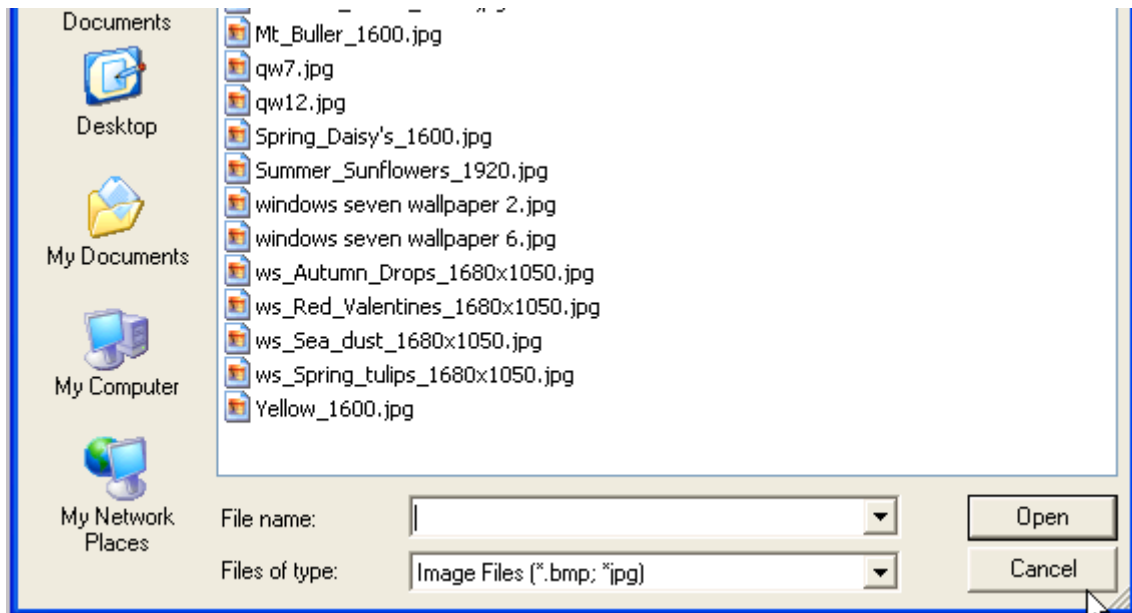 Documents
Desktop
My Documents
My Computer
My Network
Places
Mt_Buller_1600.jpg
qw7.jpg
qw12.jpg
Spring_Daisy's_1600.jpg
Summer_Sunflowers_1920.jpg
windows seven wallpaper 2.jpg
windows seven wallpaper 6.jpg
ws_Autumn_Drops_1680x1050.jpg
ws_Red_Valentines_1680x1050.jpg
ws_Sea_dust_1680x1050.jpg
ws_Spring_tulips_1680x1050.jpg
Yellow_1600.jpg
File name:
Open
Files of type:
Image Files (*.bmp; *jpg)
Cancel